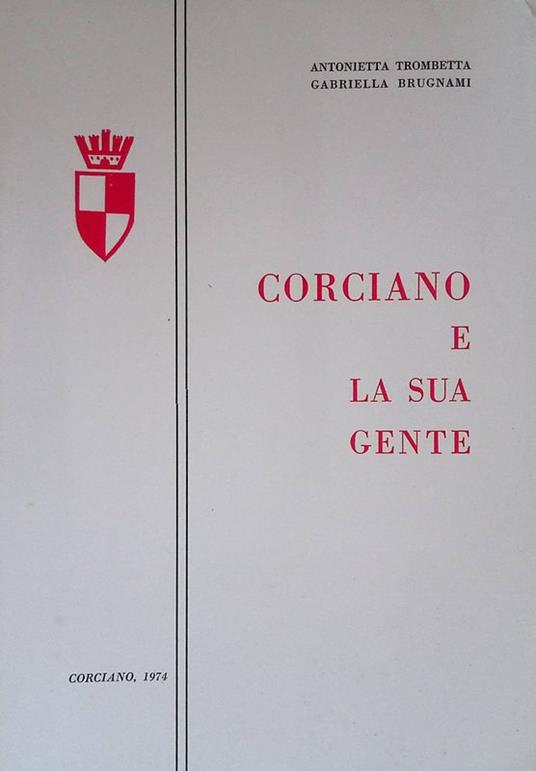 ANTONIETTA TROMBETTA
GABRIELLA BRUGNAMI
CORCIANO
E
LA SUA
GENTE
CORCIANO, 1974